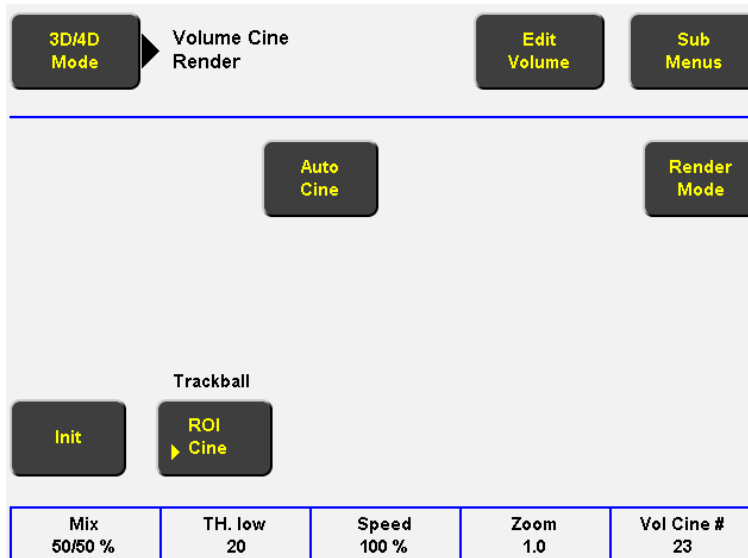 3D/4D
Mode
Volume Cine
Render
Edit
Volume
Sub
Menus
Auto
Cine
Render
Mode
Trackball
Init
ROI
Cine
Mix
50/50 %
TH. low
20
Speed
100 %
Zoom
1.0
Vol Cine #
23